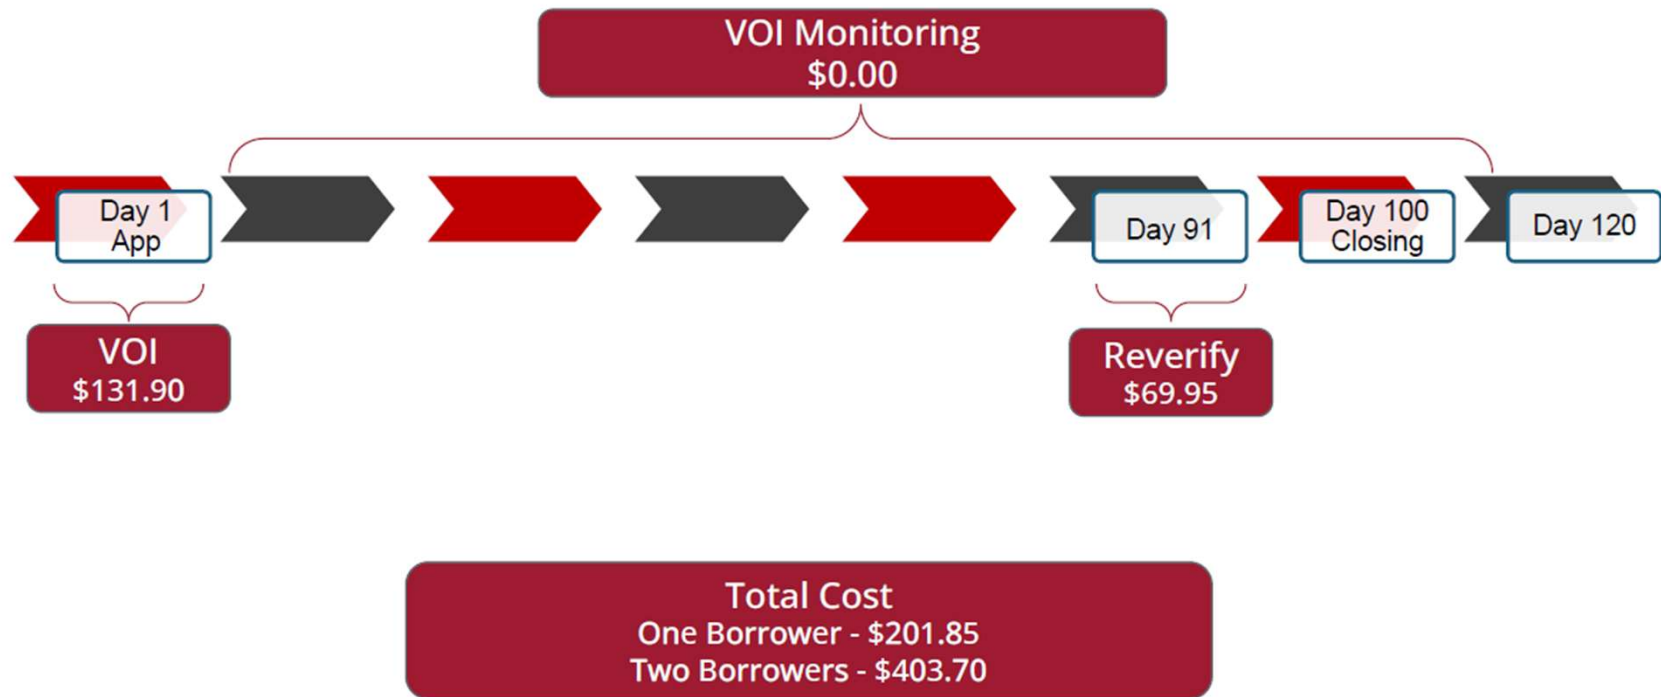 VOI Monitoring
$0.00
Day 1
App
Day 91
Day 100
Closing
Day 120
VOI
$131.90
Reverify
$69.95
Total Cost
One Borrower - $201.85
Two Borrowers - $403.70